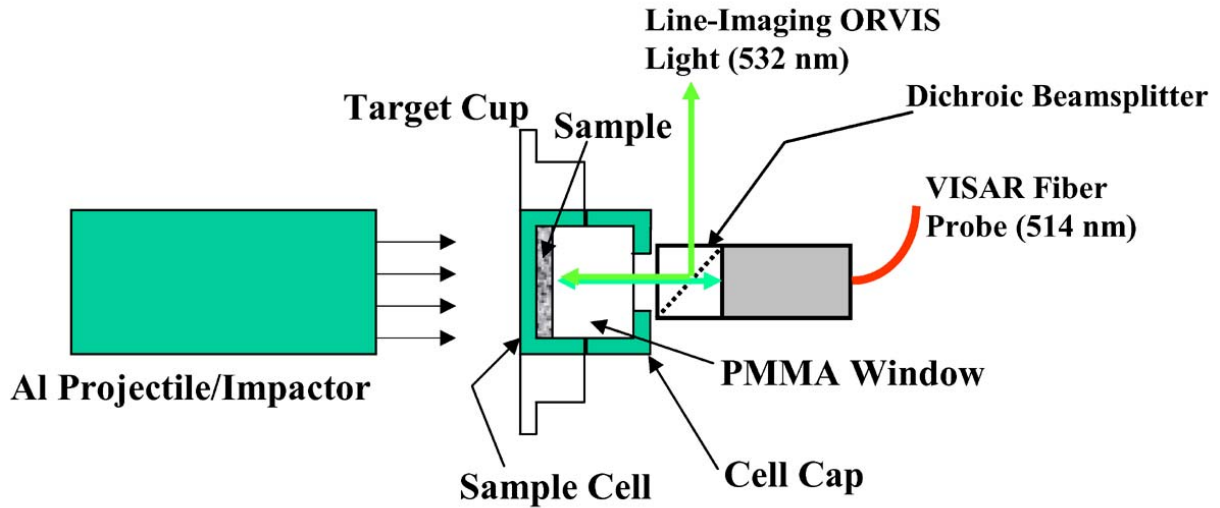 Line-Imaging ORVIS
Light (532 nm)
Dichroic Beamsplitter
Target Cup
Sample
VISAR Fiber
Probe (514 nm)
Al Projectile/Impactor
PMMA Window
Sample Cell
Cell Cap